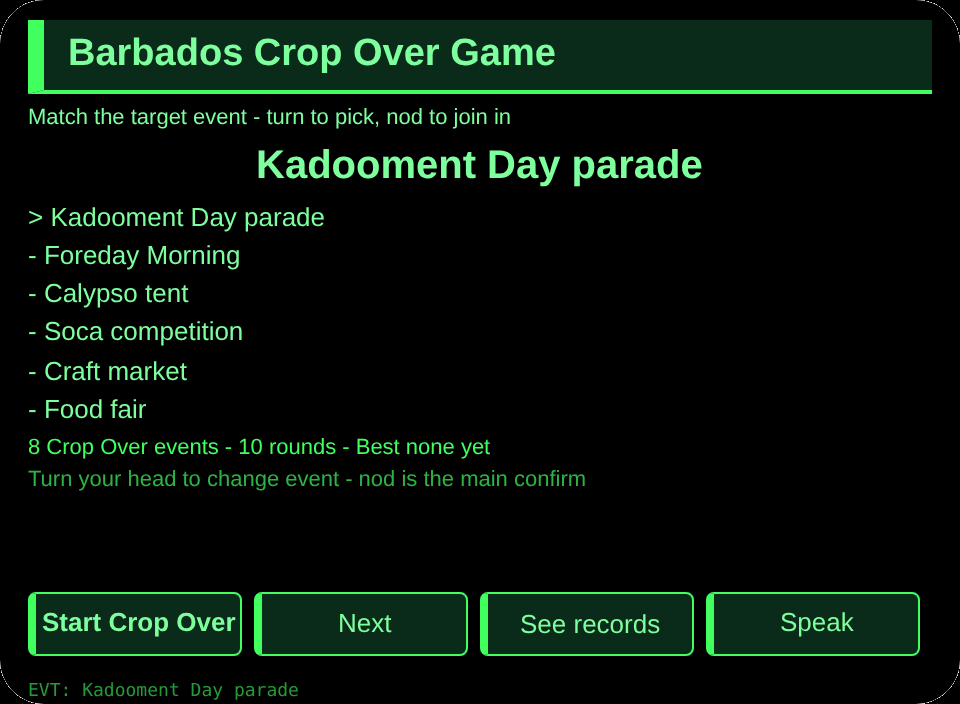 Barbados Crop Over Game
Match the target event - turn to pick, nod to join in
Kadooment Day parade
> Kadooment Day parade
- Foreday Morning
- Calypso tent
- Soca competition
- Craft market
- Food fair
8 Crop Over events - 10 rounds - Best none yet
Turn your head to change event - nod is the main confirm
Start Crop Over
Next
See records
Speak
EVT: Kadooment Day parade